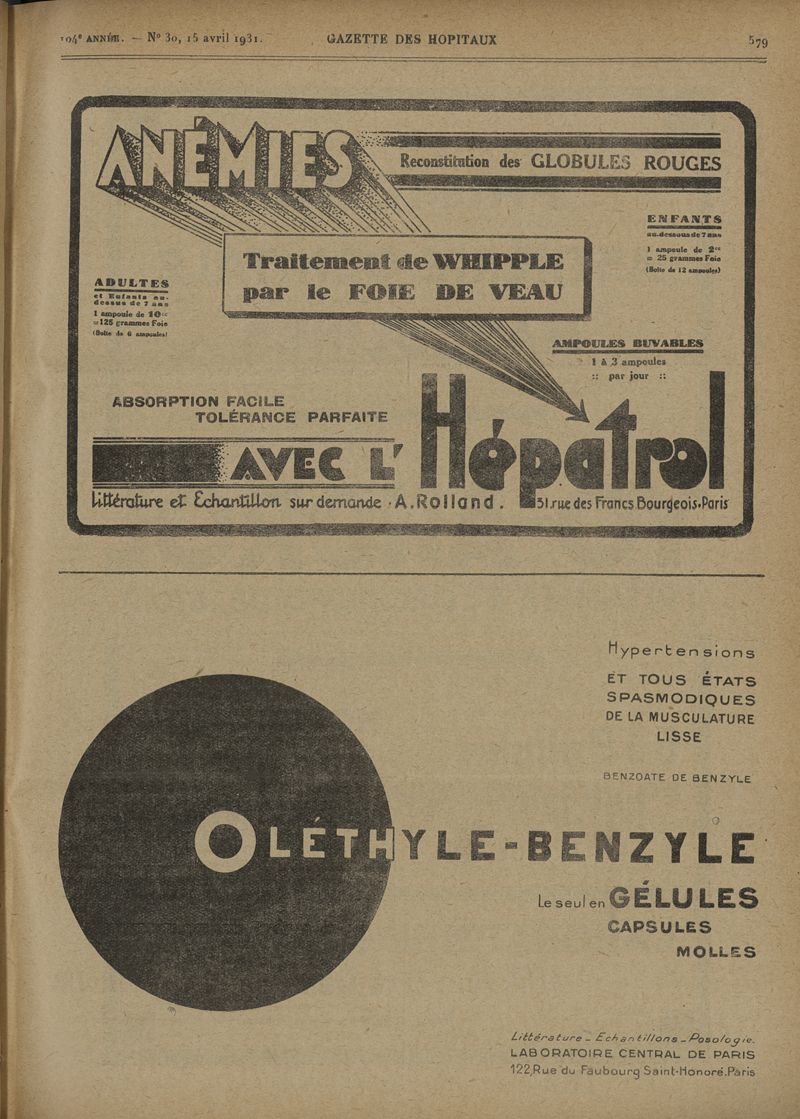 104e ANNÉE. — No 30, 15 avril 1931. GAZETTE DES HOPITAUX 579
ANÉMIES
Reconstitution des GLOBULES ROUGES
ENFANTS
au-dessous de 7 ans
1 ampoule de 2cc
= 25 grammes Foie
(Boîte de 12 ampoules)
Traitement de WHIPPLE
par le FOIE DE VEAU
ADULTES
et Enfants au-
dessus de 7 ans
1 ampoule de 10cc
=125 grammes Foie
(Boîte de 6 ampoules)
AMPOULES BUVABLES
1 à 3 ampoules
:: par jour ::
ABSORPTION FACILE
TOLÉRANCE PARFAITE
AVEC L'Hépatrol
Littérature et Echantillon sur demande . A. Rolland . 31.rue des Francs Bourgeois.Paris
Hypertensions
ET TOUS ÉTATS
SPASMODIQUES
DE LA MUSCULATURE
LISSE
BENZOATE DE BENZYLE
OLÉTHYLE-BENZYLE
Le seul en GÉLULES
CAPSULES
MOLLES
Littérature _ Echantillons _ Posologie.
LABORATOIRE CENTRAL DE PARIS
122,Rue du Faubourg Saint-Honoré.Paris